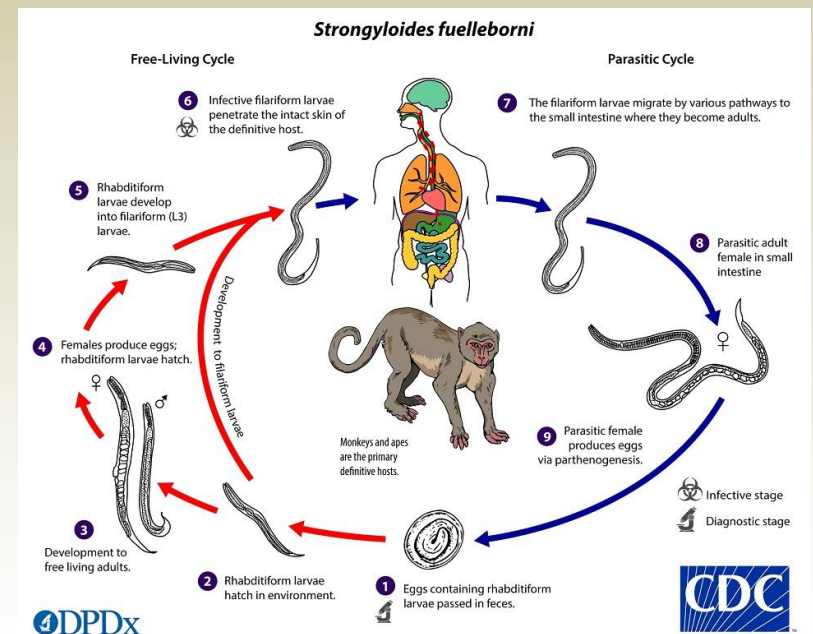 Strongyloides fuelleborni
Free-Living Cycle
Parasitic Cycle
6 Infective filariform larvae
penetrate the intact skin of
the definitive host.
7 The filariform larvae migrate by various pathways to
the small intestine where they become adults.
5 Rhabditiform
larvae develop
into filariform (L3)
larvae.
8 Parasitic adult
female in small
intestine
♀
Development to filariform larvae
4 Females produce eggs;
rhabditiform larvae hatch.
♀
♂
Monkeys and apes
are the primary
definitive hosts.
9 Parasitic female
produces eggs
via parthenogenesis.
Infective stage
Diagnostic stage
3
Development to
free living adults.
2 Rhabditiform larvae
hatch in environment.
1 Eggs containing rhabditiform
larvae passed in feces.
DPDx
CDC
TM